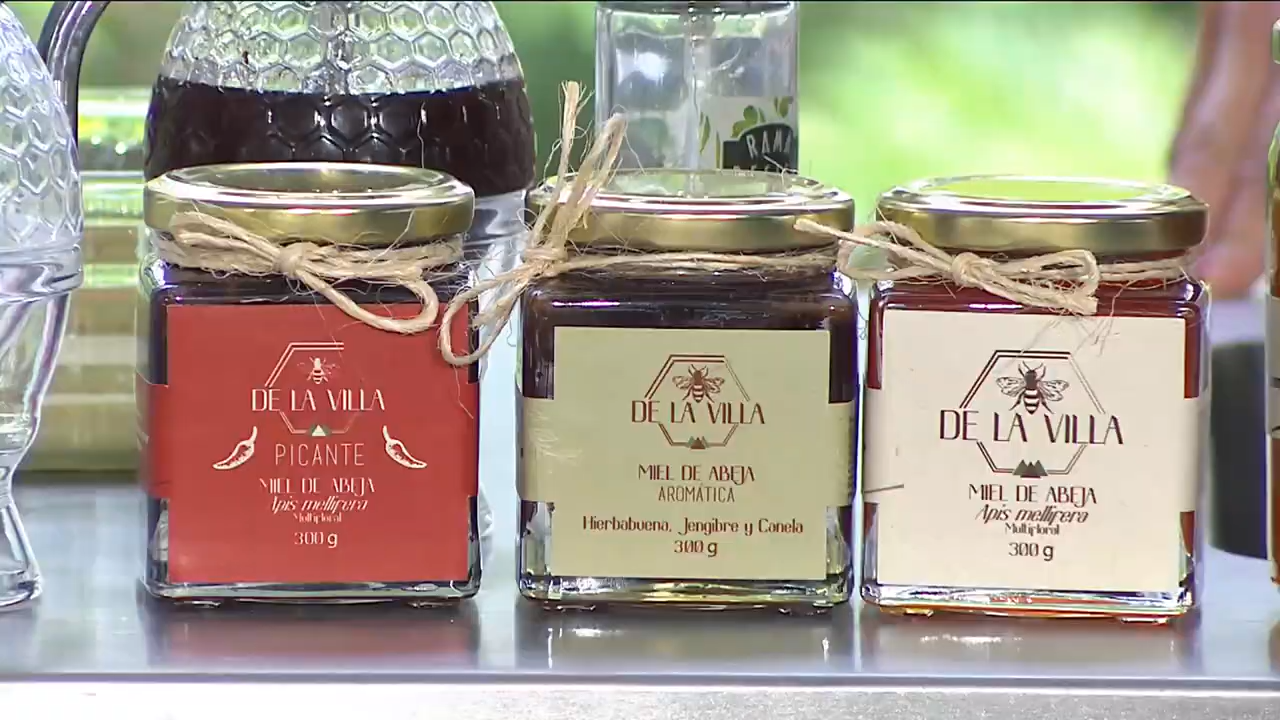 RAMA
DE LA VILLA
PICANTE
MIEL DE ABEJA
Apis mellifera
Multifloral
300 g
DE LA VILLA
MIEL DE ABEJA
AROMÁTICA
Hierbabuena, Jengibre y Canela
300 g
DE LA VILLA
MIEL DE ABEJA
Apis mellifera
Multifloral
300 g